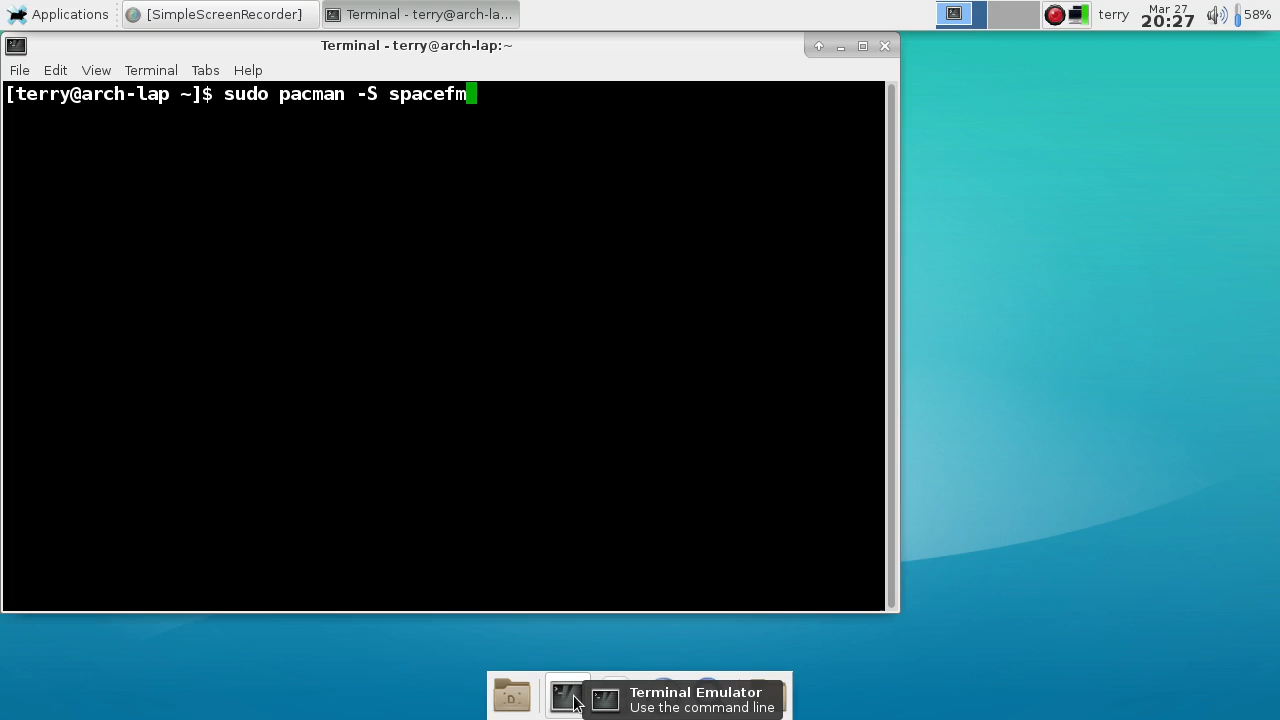 Applications
[SimpleScreenRecorder]
Terminal - terry@arch-la...
terry
Mar 27
20:27
58%
Terminal - terry@arch-lap:~
File Edit View Terminal Tabs Help
[terry@arch-lap ~]$ sudo pacman -S spacefm
D
Terminal Emulator
Use the command line